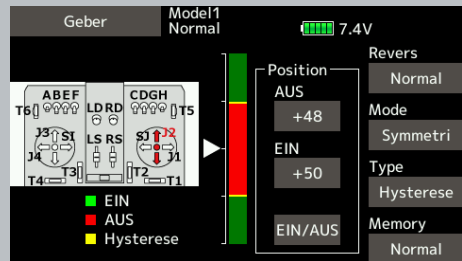 Geber
Model1
Normal
7.4V
Revers
Normal
Mode
Symmetri
Type
Hysterese
Memory
Normal
Position
AUS
+48
EIN
+50
EIN/AUS
ABEF
CDGH
T6
LD RD
T5
J3 SI
LS RS
SJ J2
J4
J1
T3
T2
T4
T1
EIN
AUS
Hysterese